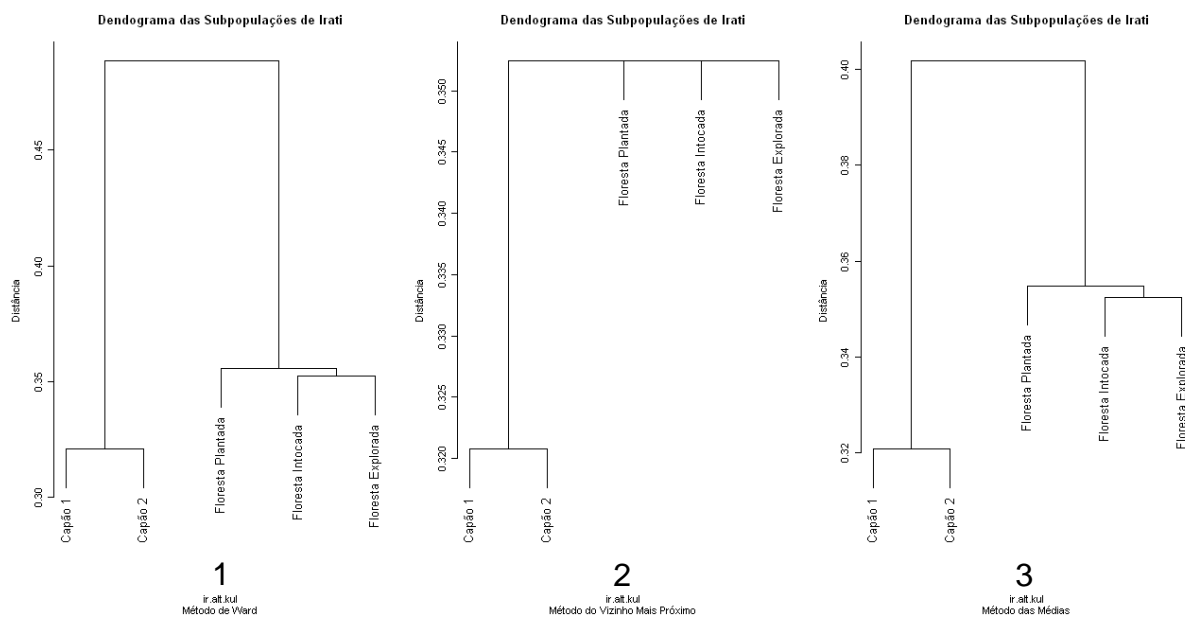 Dendograma das Subpopulações de Irati
Distância
0.45
0.40
0.35
0.30
Capão 1
Capão 2
Floresta Plantada
Floresta Intocada
Floresta Explorada
1
ir.att.kul
Método de Ward
Dendograma das Subpopulações de Irati
Distância
0.350
0.345
0.340
0.335
0.330
0.325
0.320
Capão 1
Capão 2
Floresta Plantada
Floresta Intocada
Floresta Explorada
2
ir.att.kul
Método do Vizinho Mais Próximo
Dendograma das Subpopulações de Irati
Distância
0.40
0.38
0.36
0.34
0.32
Capão 1
Capão 2
Floresta Plantada
Floresta Intocada
Floresta Explorada
3
ir.att.kul
Método das Médias